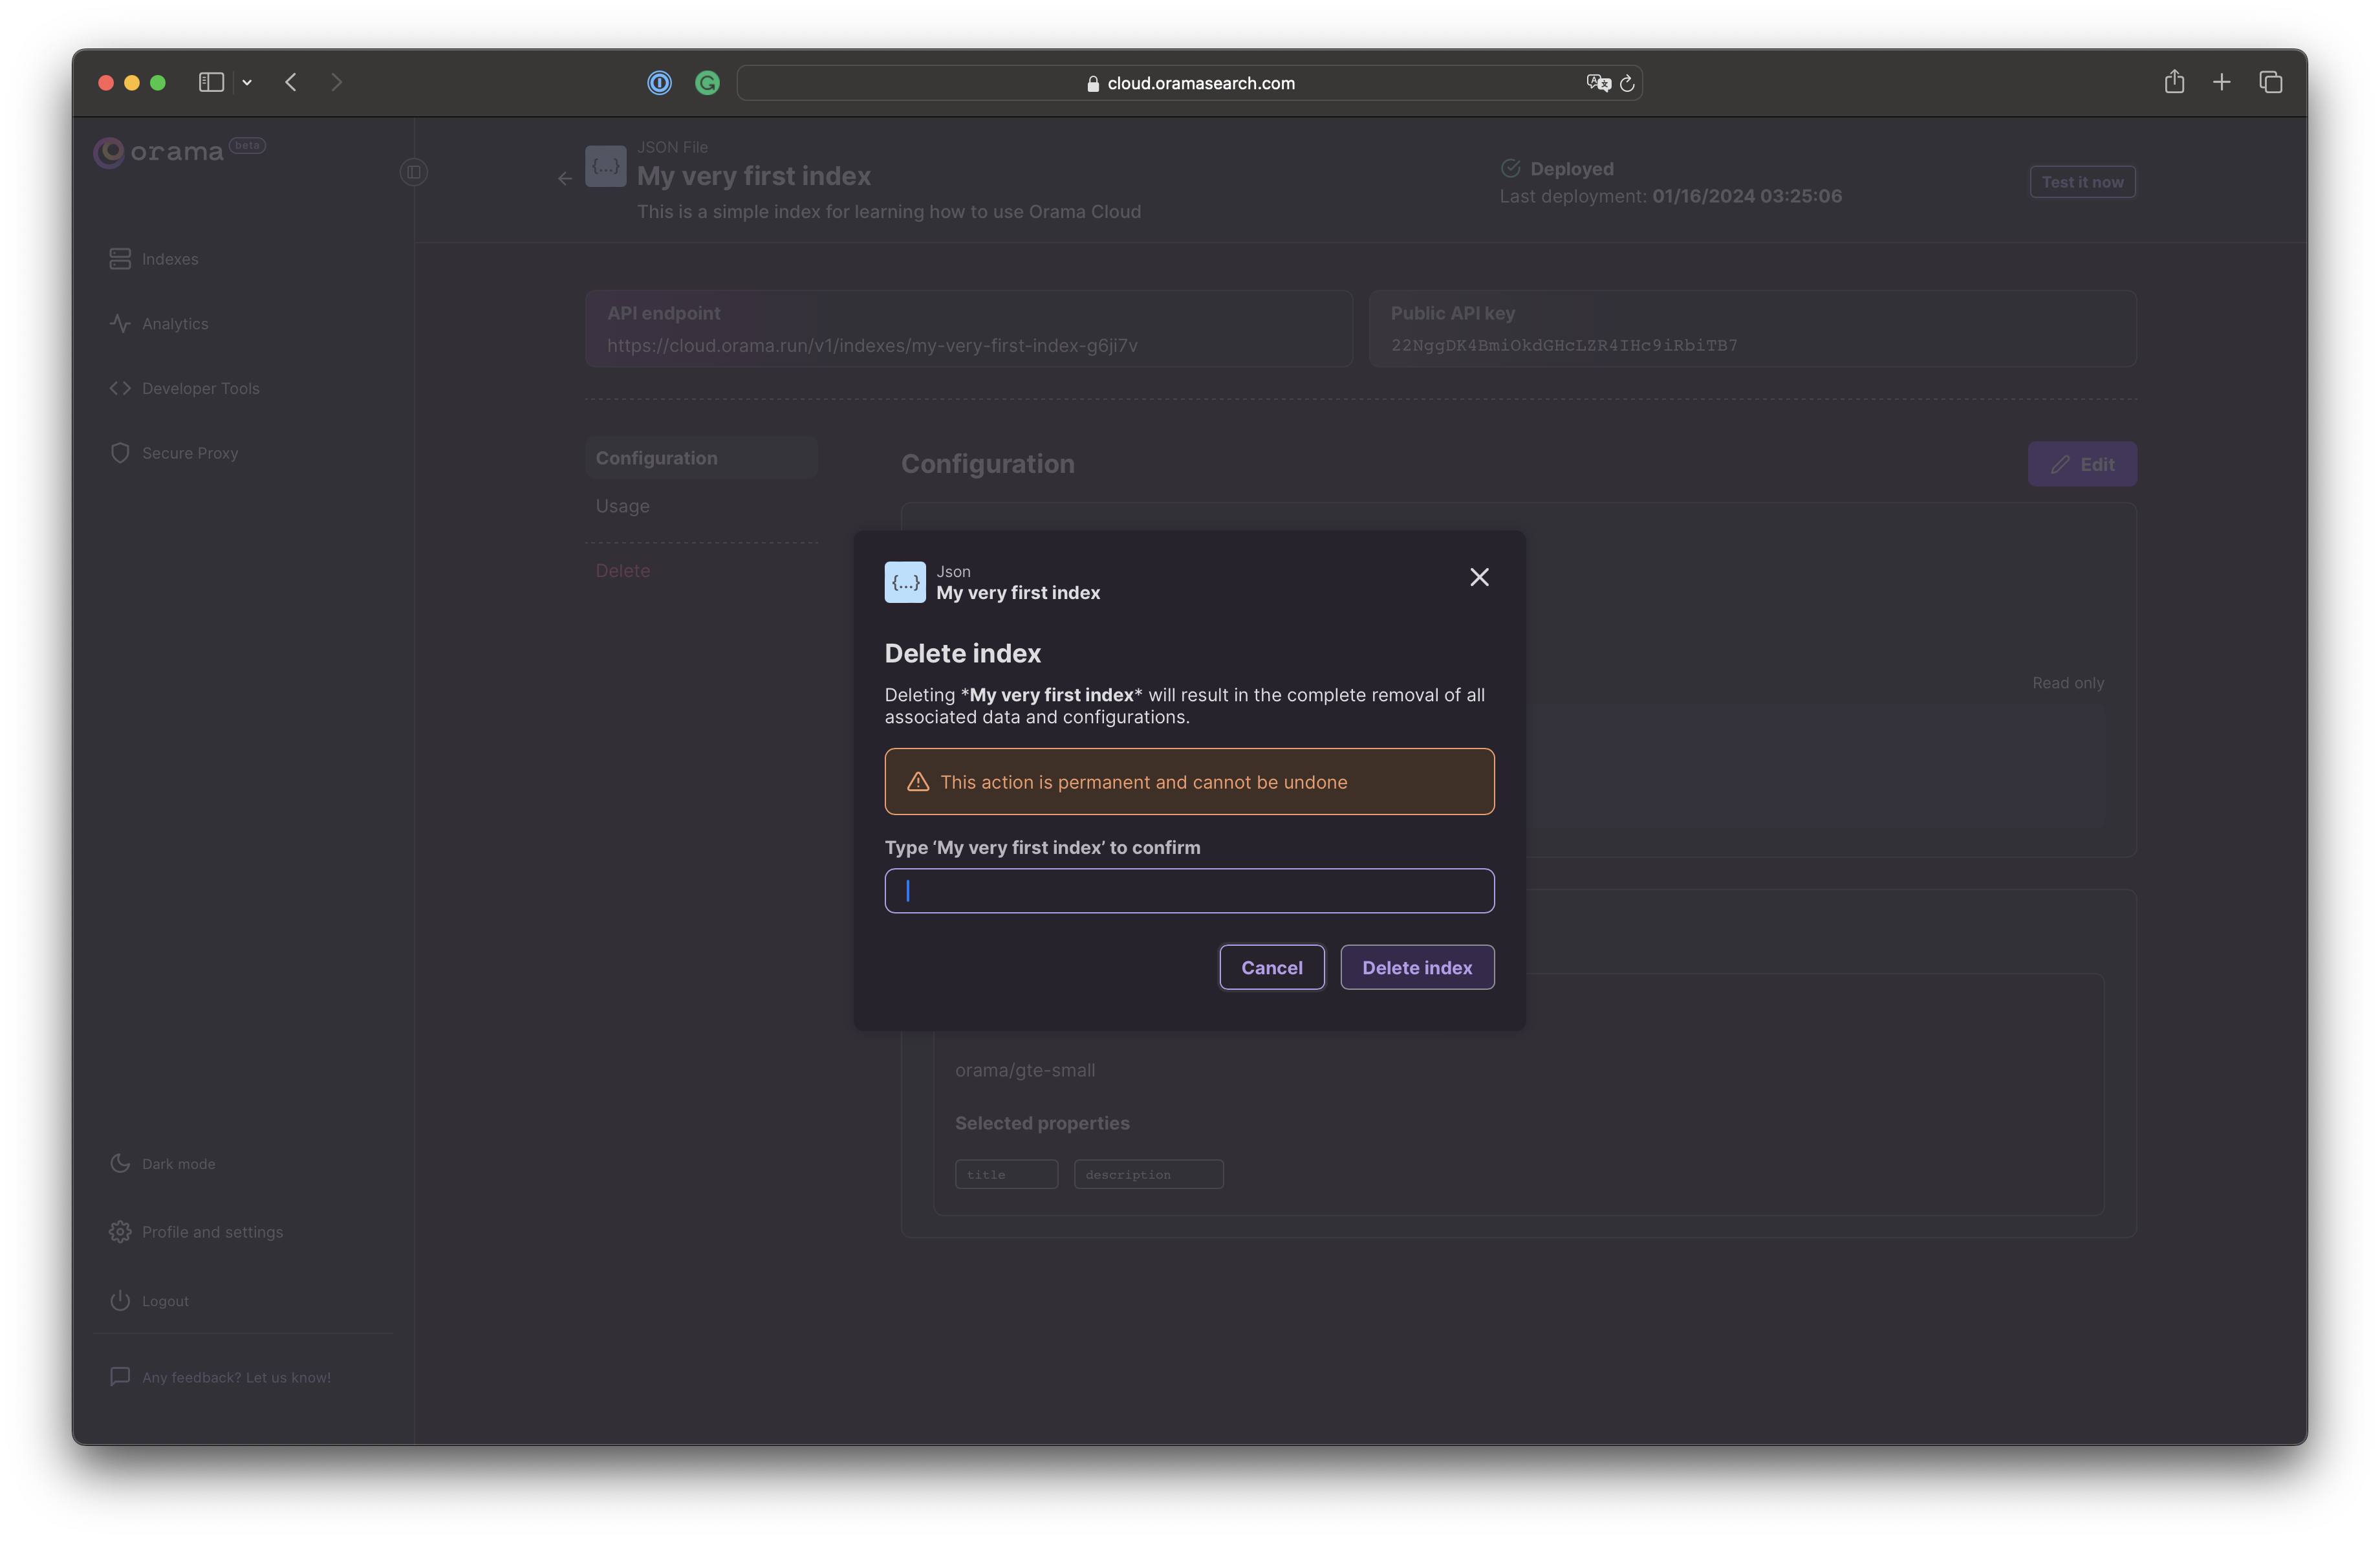 cloud.oramasearch.com
orama beta
Indexes
Analytics
Developer Tools
Secure Proxy
Dark mode
Profile and settings
Logout
Any feedback? Let us know!
{...}
JSON File
My very first index
This is a simple index for learning how to use Orama Cloud
Deployed
Last deployment: 01/16/2024 03:25:06
Test it now
API endpoint
https://cloud.orama.run/v1/indexes/my-very-first-index-g6ji7v
Public API key
22NggDK4BmiOkdGHcLZR4IHc9iRbiTB7
Configuration
Usage
Delete
Configuration
Edit
Read only
{...}
Json
My very first index
Delete index
Deleting *My very first index* will result in the complete removal of all
associated data and configurations.
This action is permanent and cannot be undone
Type ‘My very first index’ to confirm
Cancel
Delete index
orama/gte-small
Selected properties
title
description